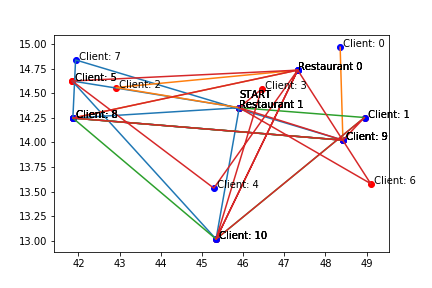 15.00
14.75
14.50
14.25
14.00
13.75
13.50
13.25
13.00
42
43
44
45
46
47
48
49
Client: 0
Client: 7
Restaurant 0
Client: 5
Client: 2
Client: 3
START
Restaurant 1
Client: 8
Client: 1
Client: 9
Client: 4
Client: 6
Client: 10